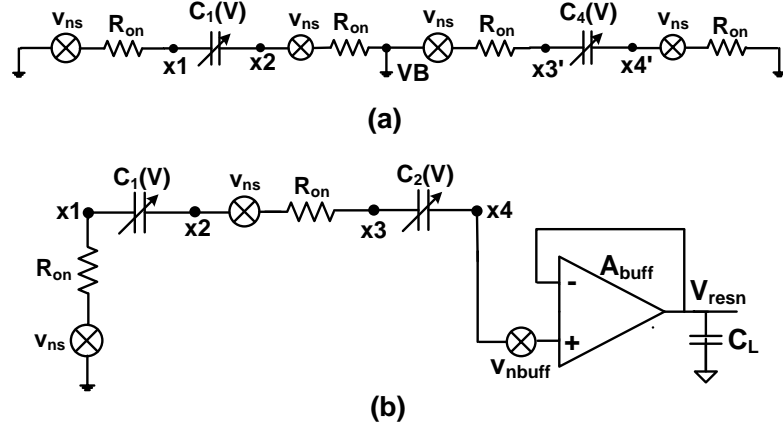 vns Ron C1(V) vns Ron vns Ron C4(V) vns Ron
x1 x2 VB x3' x4'
(a)
C1(V) vns Ron C2(V)
x1 x2 x3 x4
Ron
vns
Abuff
-
+
Vresn
CL
vnbuff
(b)